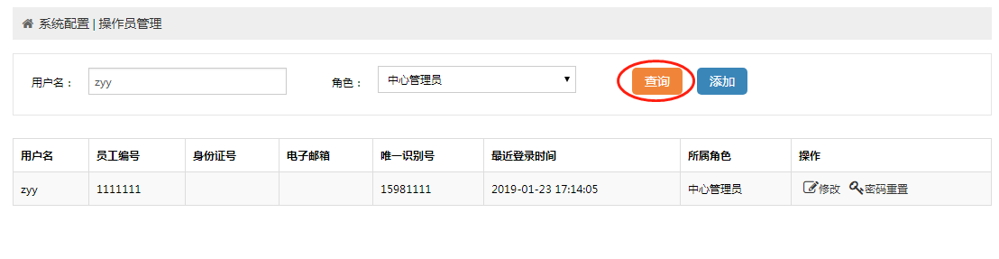 系统配置 | 操作员管理
用户名： zyy 角色： 中心管理员 查询 添加
用户名 员工编号 身份证号 电子邮箱 唯一识别号 最近登录时间 所属角色 操作
zyy 1111111 15981111 2019-01-23 17:14:05 中心管理员 修改 密码重置